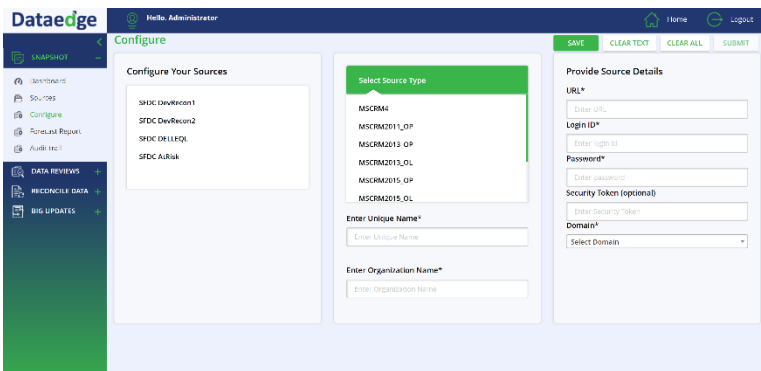 Dataedge
Hello. Administrator
Home
Logout
Configure
SAVE
CLEAR TEXT
CLEAR ALL
SUBMIT
SNAPSHOT
Dashboard
Sources
Configure
Forecast Report
Audit trail
DATA REVIEWS
RECONCILE DATA
BIG UPDATES
Configure Your Sources
SFDC DevRecon1
SFDC DevRecon2
SFDC DELLEQL
SFDC AtRisk
Select Source Type
MSCRM4
MSCRM2011_OP
MSCRM2013_OP
MSCRM2013_OL
MSCRM2015_OP
MSCRM2015_OL
Enter Unique Name*
Enter Unique Name
Enter Organization Name*
Enter Organization Name
Provide Source Details
URL*
Enter URL
Login ID*
Enter login id
Password*
Enter password
Security Token (optional)
Enter Security Token
Domain*
Select Domain